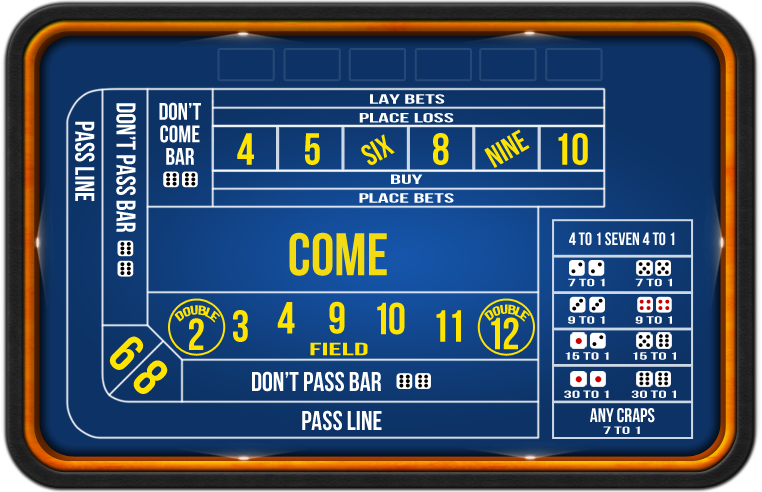 LAY BETS
PLACE LOSS
4 5 SIX 8 NINE 10
BUY
PLACE BETS
DON'T
COME
BAR
DON'T PASS BAR
PASS LINE
COME
DOUBLE
2
3 4 9 10 11
DOUBLE
12
FIELD
6
8
DON'T PASS BAR
PASS LINE
4 TO 1 SEVEN 4 TO 1
7 TO 1 7 TO 1
9 TO 1 9 TO 1
15 TO 1 15 TO 1
30 TO 1 30 TO 1
ANY CRAPS
7 TO 1